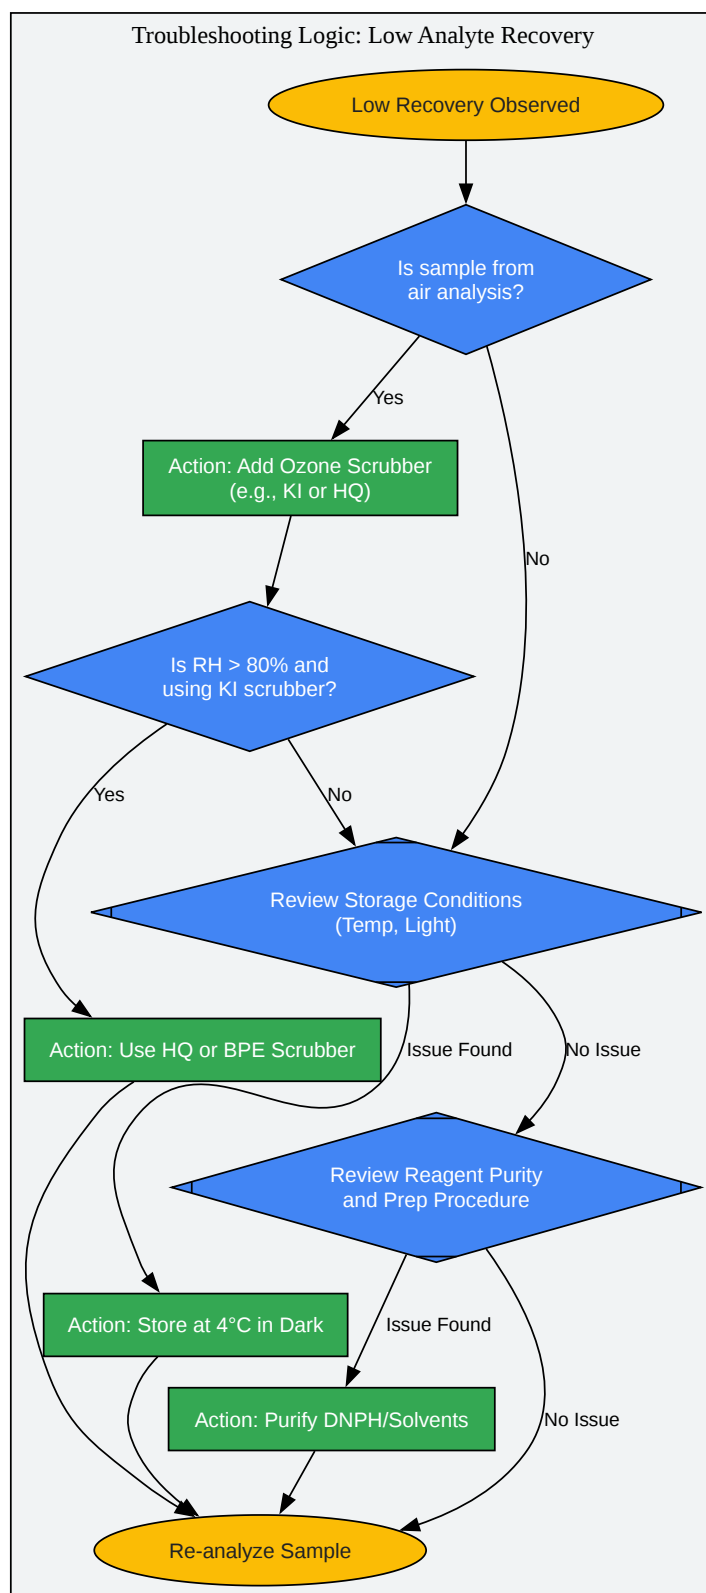 Troubleshooting Logic: Low Analyte Recovery
Low Recovery Observed
Is sample from
air analysis?
Yes
Action: Add Ozone Scrubber
(e.g., KI or HQ)
No
Is RH > 80% and
using KI scrubber?
Yes
No
Review Storage Conditions
(Temp, Light)
Action: Use HQ or BPE Scrubber
Issue Found
No Issue
Review Reagent Purity
and Prep Procedure
Action: Store at 4°C in Dark
Issue Found
Action: Purify DNPH/Solvents
No Issue
Re-analyze Sample